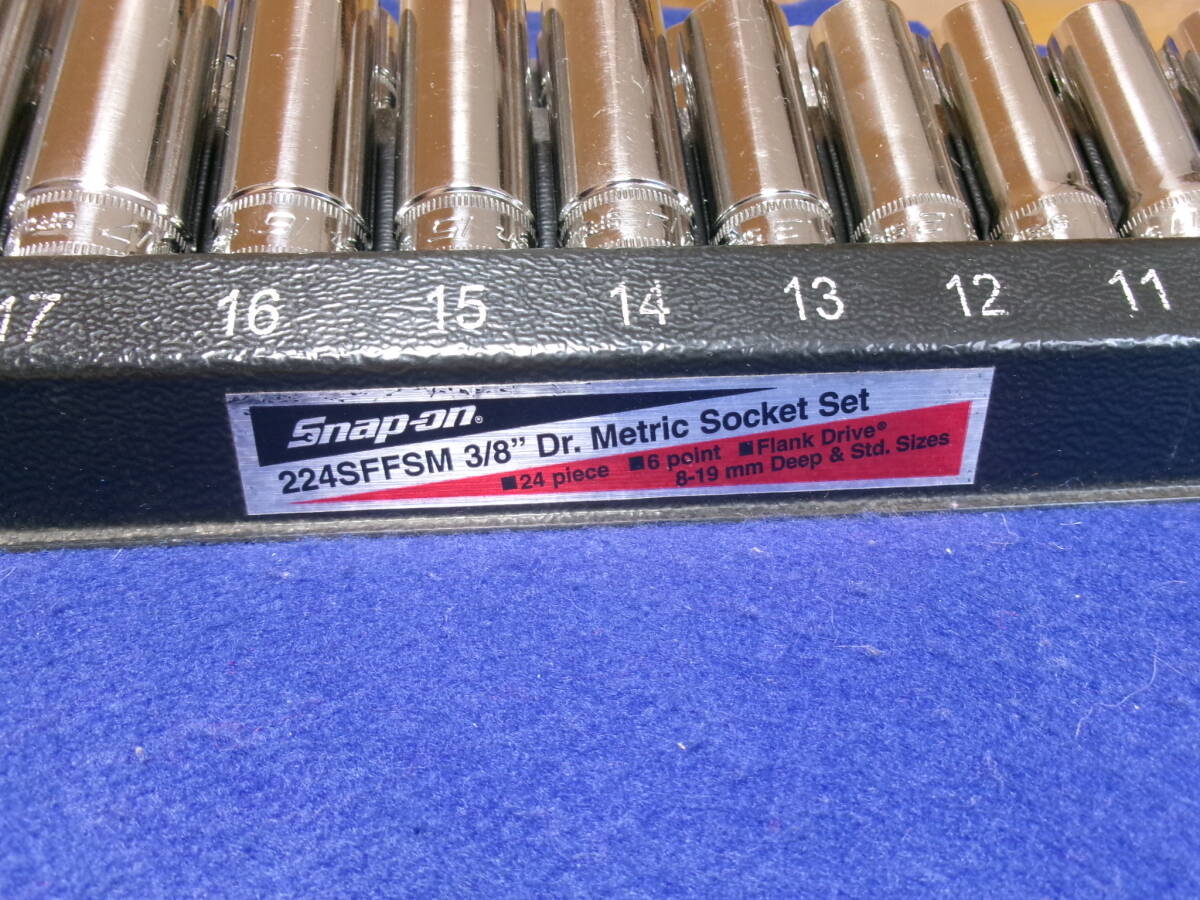 17 16 15 14 13 12 11
Snap-on®
224SFFSM 3/8” Dr. Metric Socket Set
■24 piece ■6 point ■Flank Drive®
8-19 mm Deep & Std. Sizes